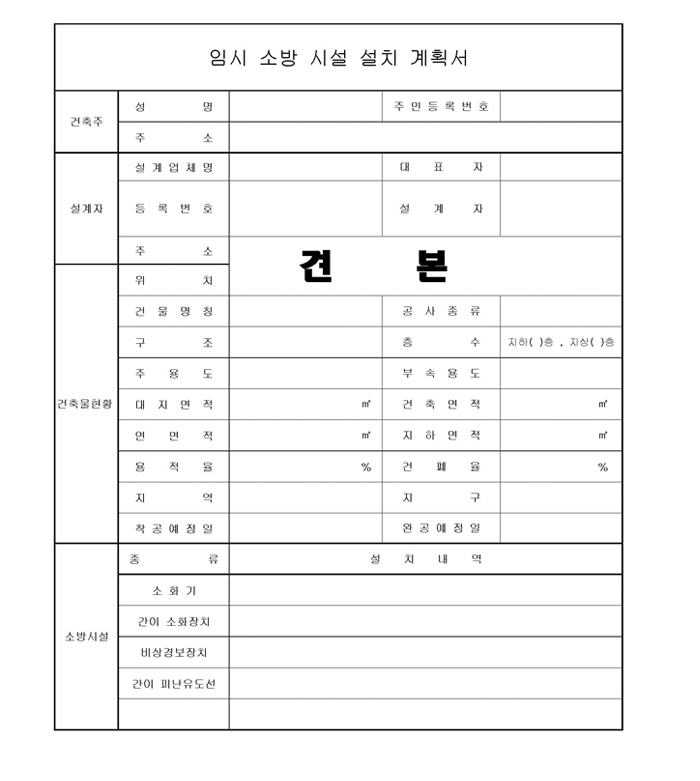 임시 소방 시설 설치 계획서
건축주
성 명
주 민 등 록 번 호
주 소
설계자
설 계 업 체 명
대 표 자
등 록 번 호
설 계 자
주 소
견 본
건축물현황
위 치
건 물 명 칭
공 사 종 류
구 조
층 수
지하( )층 , 지상( )층
주 용 도
부 속 용 도
대 지 면 적
㎡
건 축 면 적
㎡
연 면 적
㎡
지 하 면 적
㎡
용 적 율
%
건 폐 율
%
지 역
지 구
착 공 예 정 일
완 공 예 정 일
소방시설
종 류
설 치 내 역
소 화 기
간이 소화장치
비상경보장치
간이 피난유도선